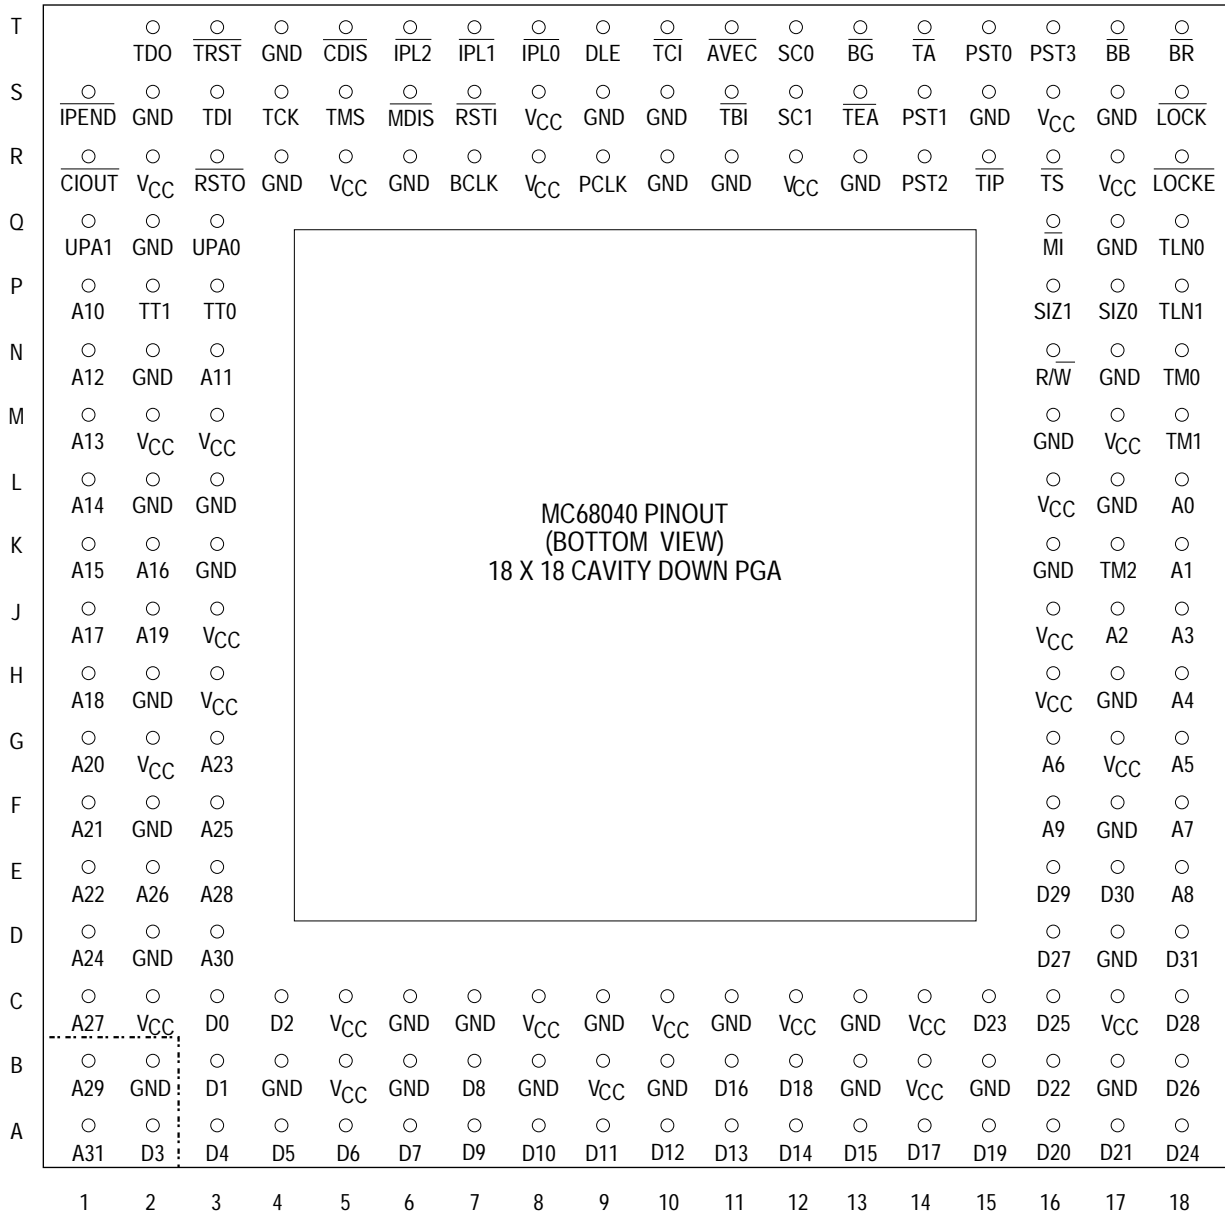 T
TDO TRST GND CDIS IPL2 IPL1 IPL0 DLE TCI AVEC SC0 BG TA PST0 PST3 BB BR
S
IPEND GND TDI TCK TMS MDIS RSTI VCC GND GND TBI SC1 TEA PST1 GND VCC GND LOCK
R
CIOUT VCC RSTO GND VCC GND BCLK VCC PCLK GND GND VCC GND PST2 TIP TS VCC LOCKE
Q
UPA1 GND UPA0 MI GND TLN0
P
A10 TT1 TT0 SIZ1 SIZ0 TLN1
N
A12 GND A11 R/W GND TM0
M
A13 VCC VCC GND VCC TM1
L
A14 GND GND VCC GND A0
MC68040 PINOUT
(BOTTOM VIEW)
18 X 18 CAVITY DOWN PGA
K
A15 A16 GND GND TM2 A1
J
A17 A19 VCC VCC A2 A3
H
A18 GND VCC VCC GND A4
G
A20 VCC A23 A6 VCC A5
F
A21 GND A25 A9 GND A7
E
A22 A26 A28 D29 D30 A8
D
A24 GND A30 D27 GND D31
C
A27 VCC D0 D2 VCC GND GND VCC GND VCC GND VCC GND VCC D23 D25 VCC D28
B
A29 GND D1 GND VCC GND D8 GND VCC GND D16 D18 GND VCC GND D22 GND D26
A
A31 D3 D4 D5 D6 D7 D9 D10 D11 D12 D13 D14 D15 D17 D19 D20 D21 D24
1 2 3 4 5 6 7 8 9 10 11 12 13 14 15 16 17 18